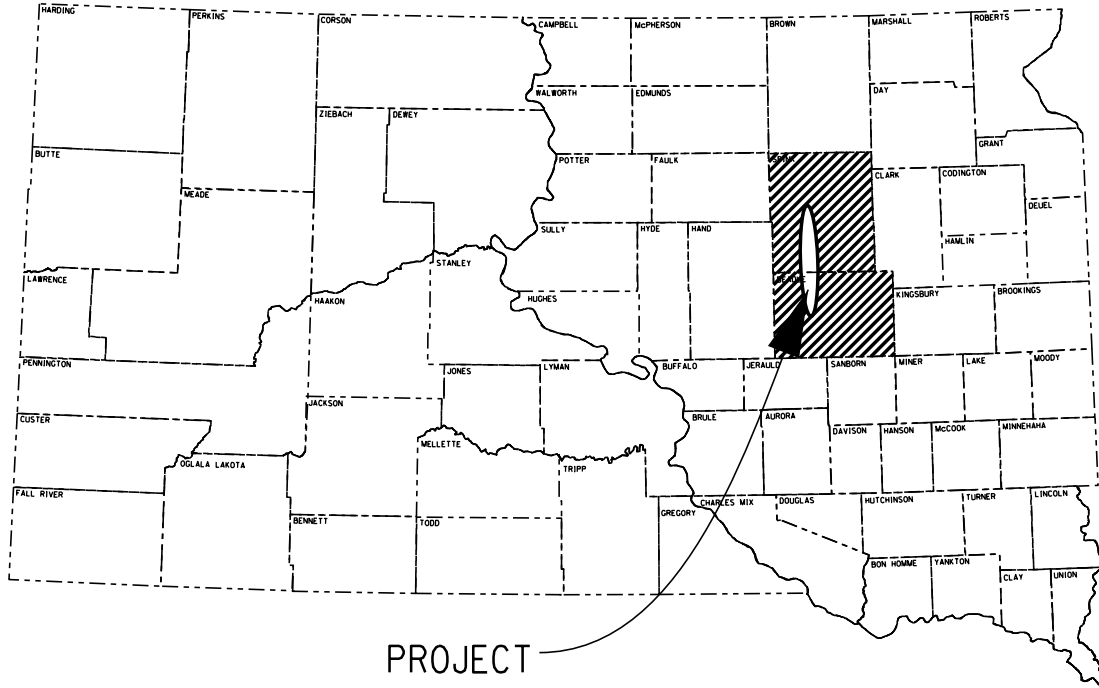 HARDING
PERKINS
CORSON
CAMPBELL
McPHERSON
BROWN
MARSHALL
ROBERTS
WALWORTH
EDMUNDS
DAY
ZIEBACH
DEWEY
GRANT
BUTTE
POTTER
FAULK
SPINK
CLARK
CODINGTON
MEADE
DEUEL
SULLY
HYDE
HAND
HAMLIN
STANLEY
LAWRENCE
BEADLE
HAAKON
HUGHES
KINGSBURY
BROOKINGS
PENNINGTON
JONES
LYMAN
BUFFALO
JERAULD
SANBORN
MINER
LAKE
MOODY
JACKSON
CUSTER
BRULE
AURORA
DAVISON
HANSON
McCOOK
MINNEHAHA
MELLETTE
OGLALA LAKOTA
TRIPP
FALL RIVER
GREGORY
CHARLES MIX
DOUGLAS
HUTCHINSON
TURNER
LINCOLN
BENNETT
TODD
BON HOMME
YANKTON
CLAY
UNION
PROJECT